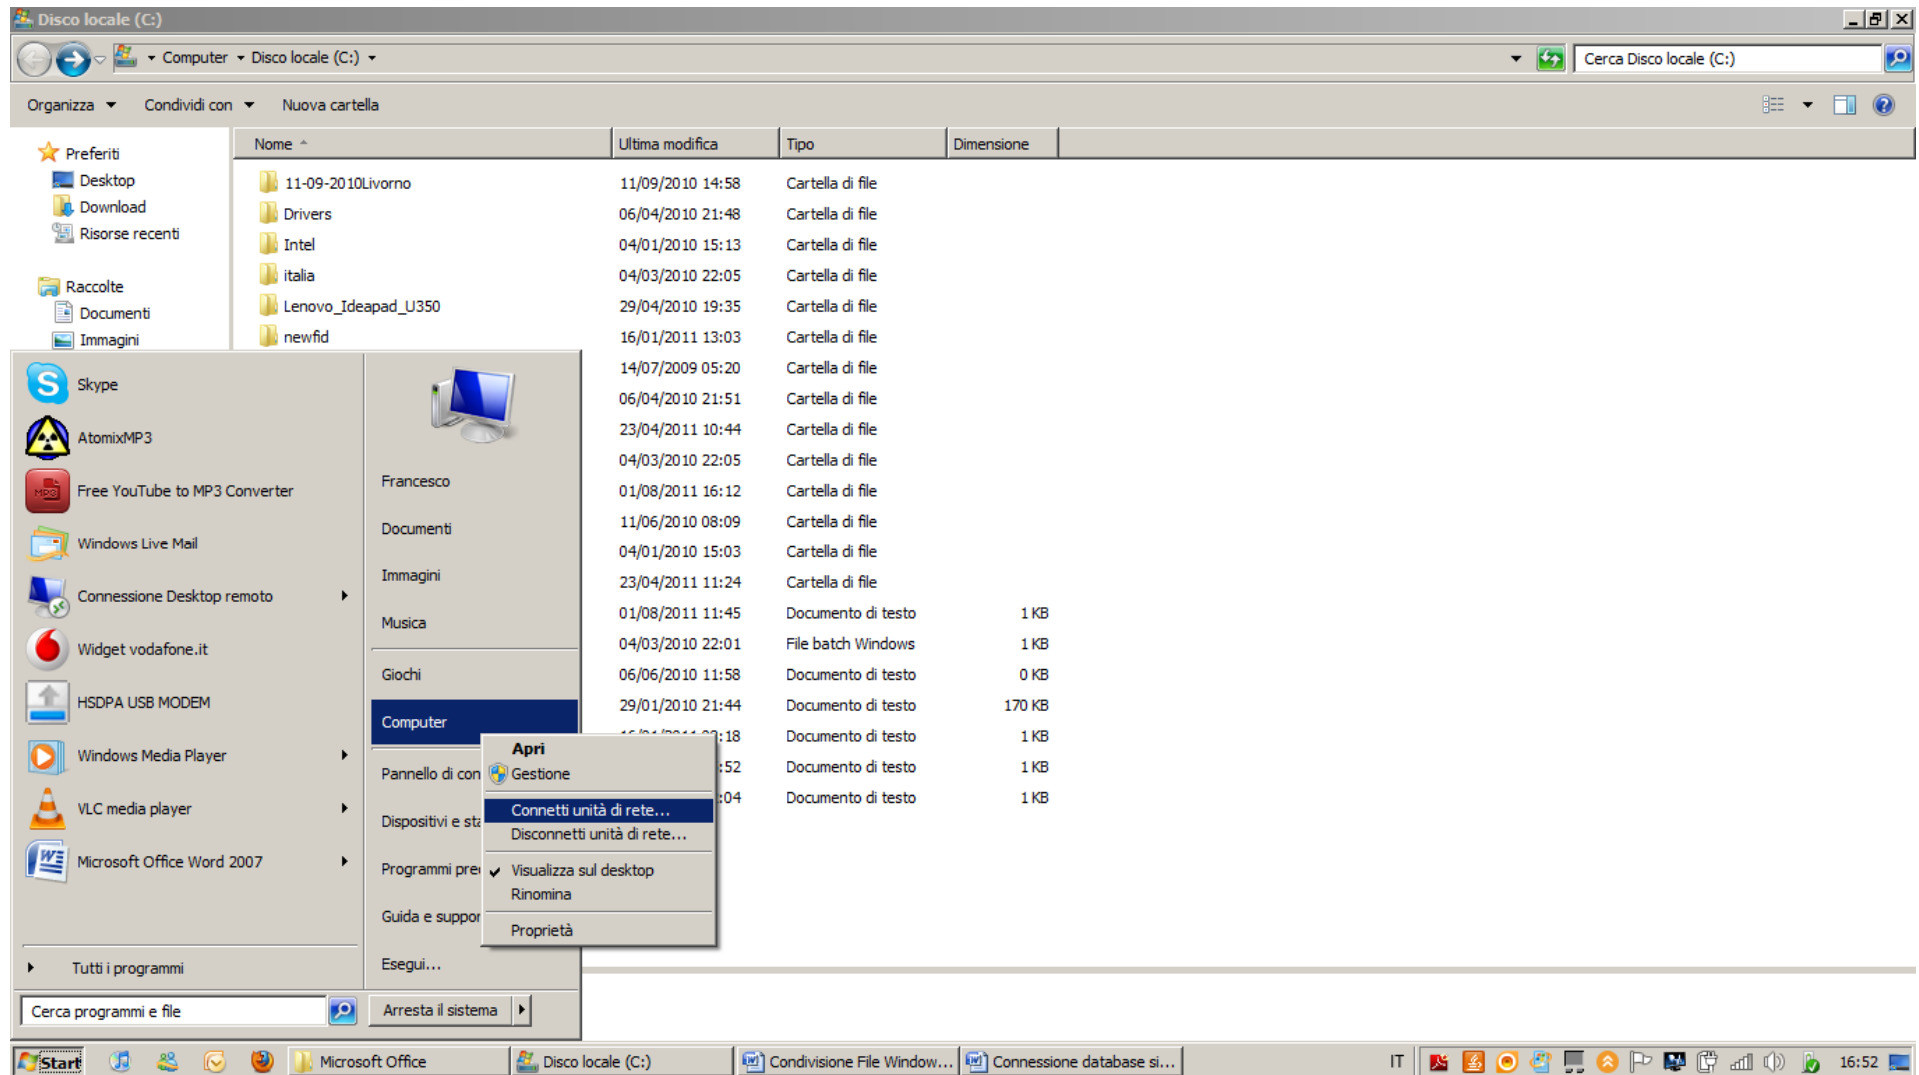 Disco locale (C:)
Computer Disco locale (C:)
Cerca Disco locale (C:)
Organizza Condividi con Nuova cartella
Preferiti
Desktop
Download
Risorse recenti
Raccolte
Documenti
Immagini
Nome Ultima modifica Tipo Dimensione
11-09-2010Livorno 11/09/2010 14:58 Cartella di file
Drivers 06/04/2010 21:48 Cartella di file
Intel 04/01/2010 15:13 Cartella di file
italia 04/03/2010 22:05 Cartella di file
Lenovo_Ideapad_U350 29/04/2010 19:35 Cartella di file
newfid 16/01/2011 13:03 Cartella di file
14/07/2009 05:20 Cartella di file
06/04/2010 21:51 Cartella di file
23/04/2011 10:44 Cartella di file
04/03/2010 22:05 Cartella di file
01/08/2011 16:12 Cartella di file
11/06/2010 08:09 Cartella di file
04/01/2010 15:03 Cartella di file
23/04/2011 11:24 Cartella di file
01/08/2011 11:45 Documento di testo 1 KB
04/03/2010 22:01 File batch Windows 1 KB
06/06/2010 11:58 Documento di testo 0 KB
29/01/2010 21:44 Documento di testo 170 KB
:18 Documento di testo 1 KB
:52 Documento di testo 1 KB
:04 Documento di testo 1 KB
Skype
AtomixMP3
MP3
Free YouTube to MP3 Converter
Windows Live Mail
Connessione Desktop remoto
Widget vodafone.it
HSDPA USB MODEM
Windows Media Player
VLC media player
Microsoft Office Word 2007
Tutti i programmi
Cerca programmi e file
Francesco
Documenti
Immagini
Musica
Giochi
Computer
Pannello di con
Dispositivi e sta
Programmi pre
Guida e suppor
Esegui...
Arresta il sistema
Apri
Gestione
Connetti unità di rete...
Disconnetti unità di rete...
Visualizza sul desktop
Rinomina
Proprietà
Start
Microsoft Office
Disco locale (C:)
Condivisione File Window...
Connessione database si...
IT
16:52